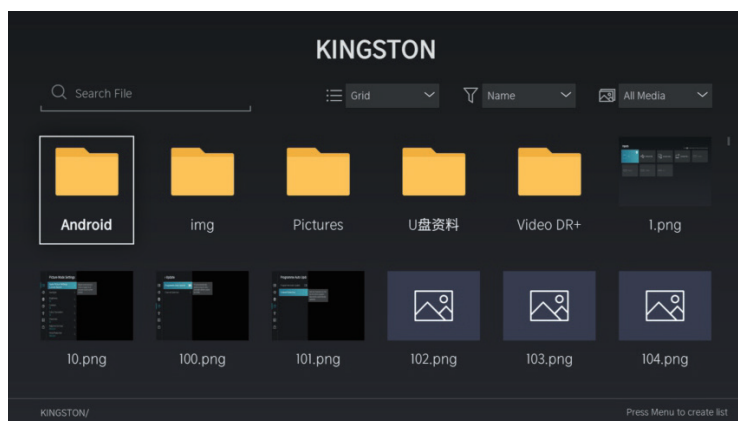 KINGSTON
Search File
Grid
Name
All Media
Android
img
Pictures
U盘资料
Video DR+
1.png
10.png
100.png
101.png
102.png
103.png
104.png
KINGSTON/
Press Menu to create list